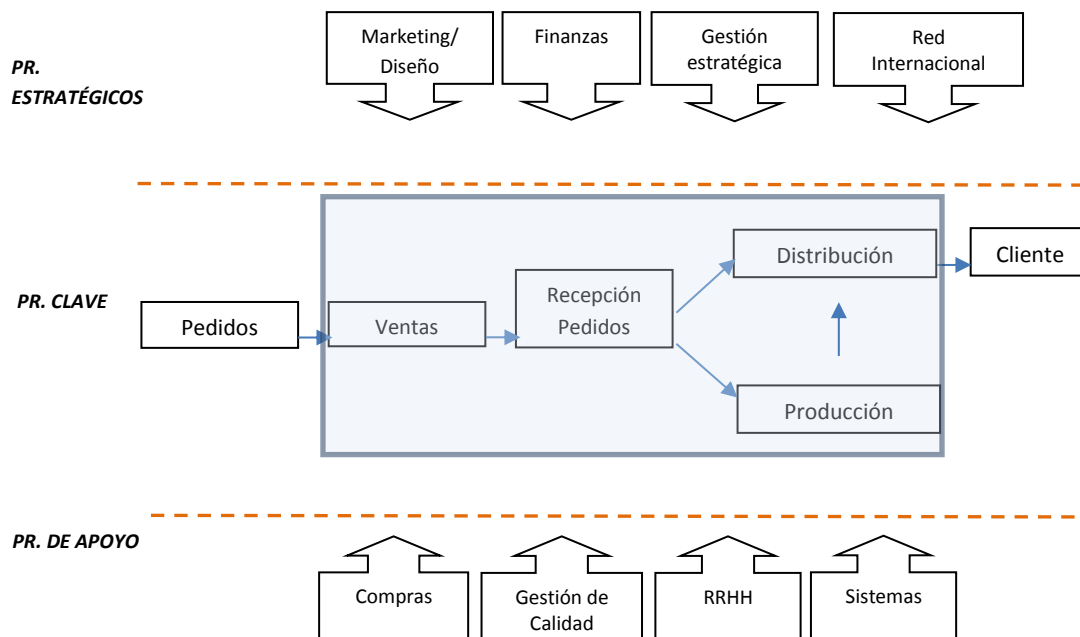 PR.
ESTRATÉGICOS
Marketing/
Diseño
Finanzas
Gestión
estratégica
Red
Internacional
PR. CLAVE
Pedidos
Ventas
Recepción
Pedidos
Distribución
Producción
Cliente
PR. DE APOYO
Compras
Gestión de
Calidad
RRHH
Sistemas